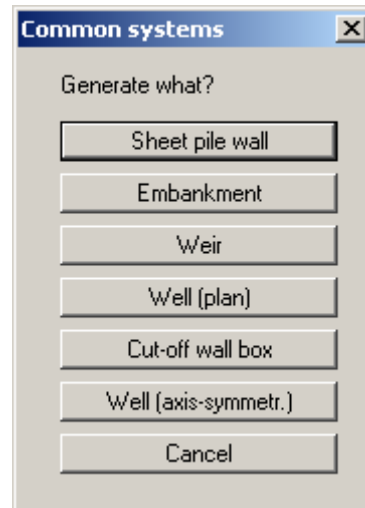 Common systems
Generate what?
Sheet pile wall
Embankment
Weir
Well (plan)
Cut-off wall box
Well (axis-symmetr.)
Cancel